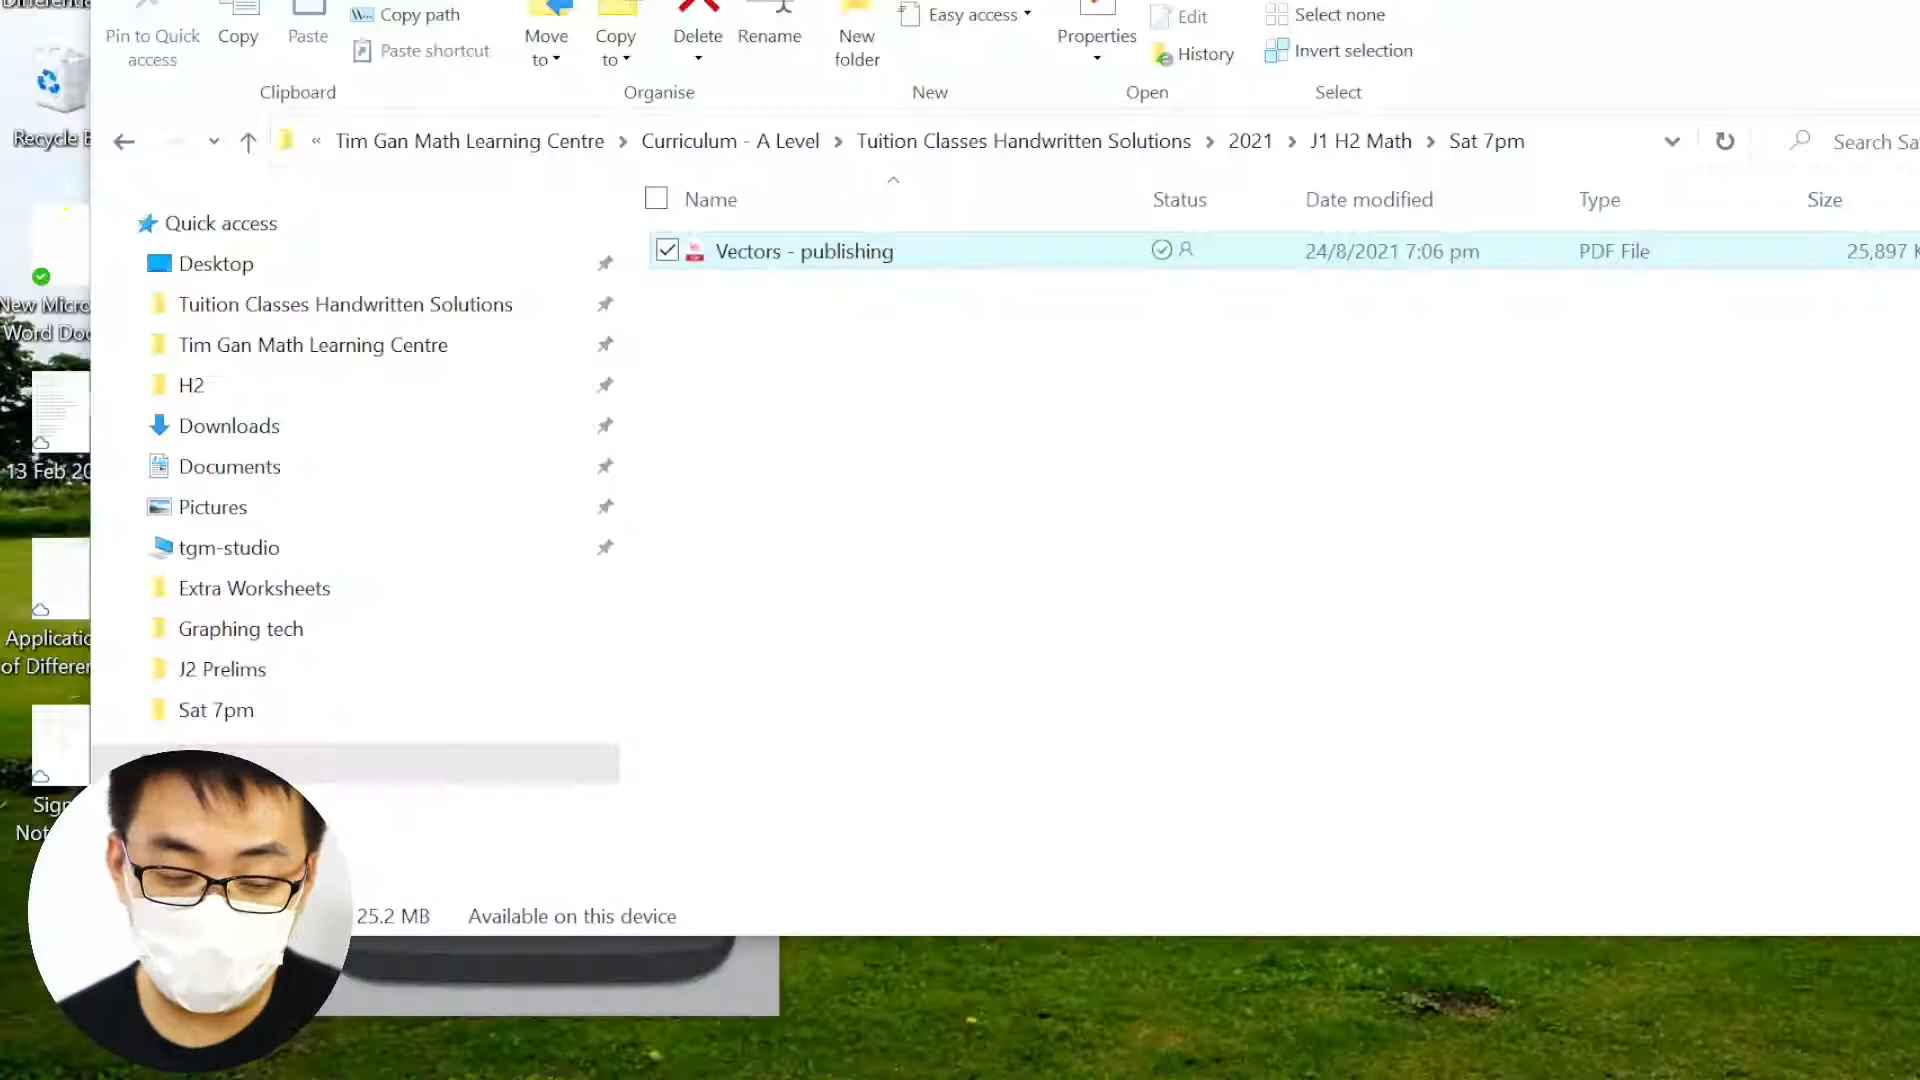 Pin to Quick access
Copy
Paste
Copy path
Paste shortcut
Move to
Copy to
Delete
Rename
New folder
Easy access
Properties
Edit
History
Select none
Invert selection
Clipboard
Organise
New
Open
Select
« Tim Gan Math Learning Centre > Curriculum - A Level > Tuition Classes Handwritten Solutions > 2021 > J1 H2 Math > Sat 7pm
Search Sa
Name
Status
Date modified
Type
Size
Vectors - publishing
24/8/2021 7:06 pm
PDF File
25,897 K
Quick access
Desktop
Tuition Classes Handwritten Solutions
Tim Gan Math Learning Centre
H2
Downloads
Documents
Pictures
tgm-studio
Extra Worksheets
Graphing tech
J2 Prelims
Sat 7pm
25.2 MB
Available on this device
Recycle B
New Micro
Word Doc
13 Feb 20
Applicatio
of Differen
Sign
Not